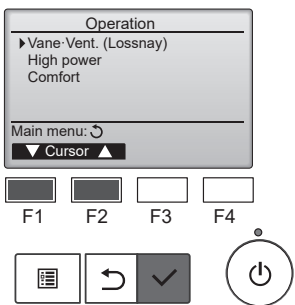 Operation
Vane·Vent. (Lossnay)
High power
Comfort
Main menu:
Cursor
F1 F2 F3 F4